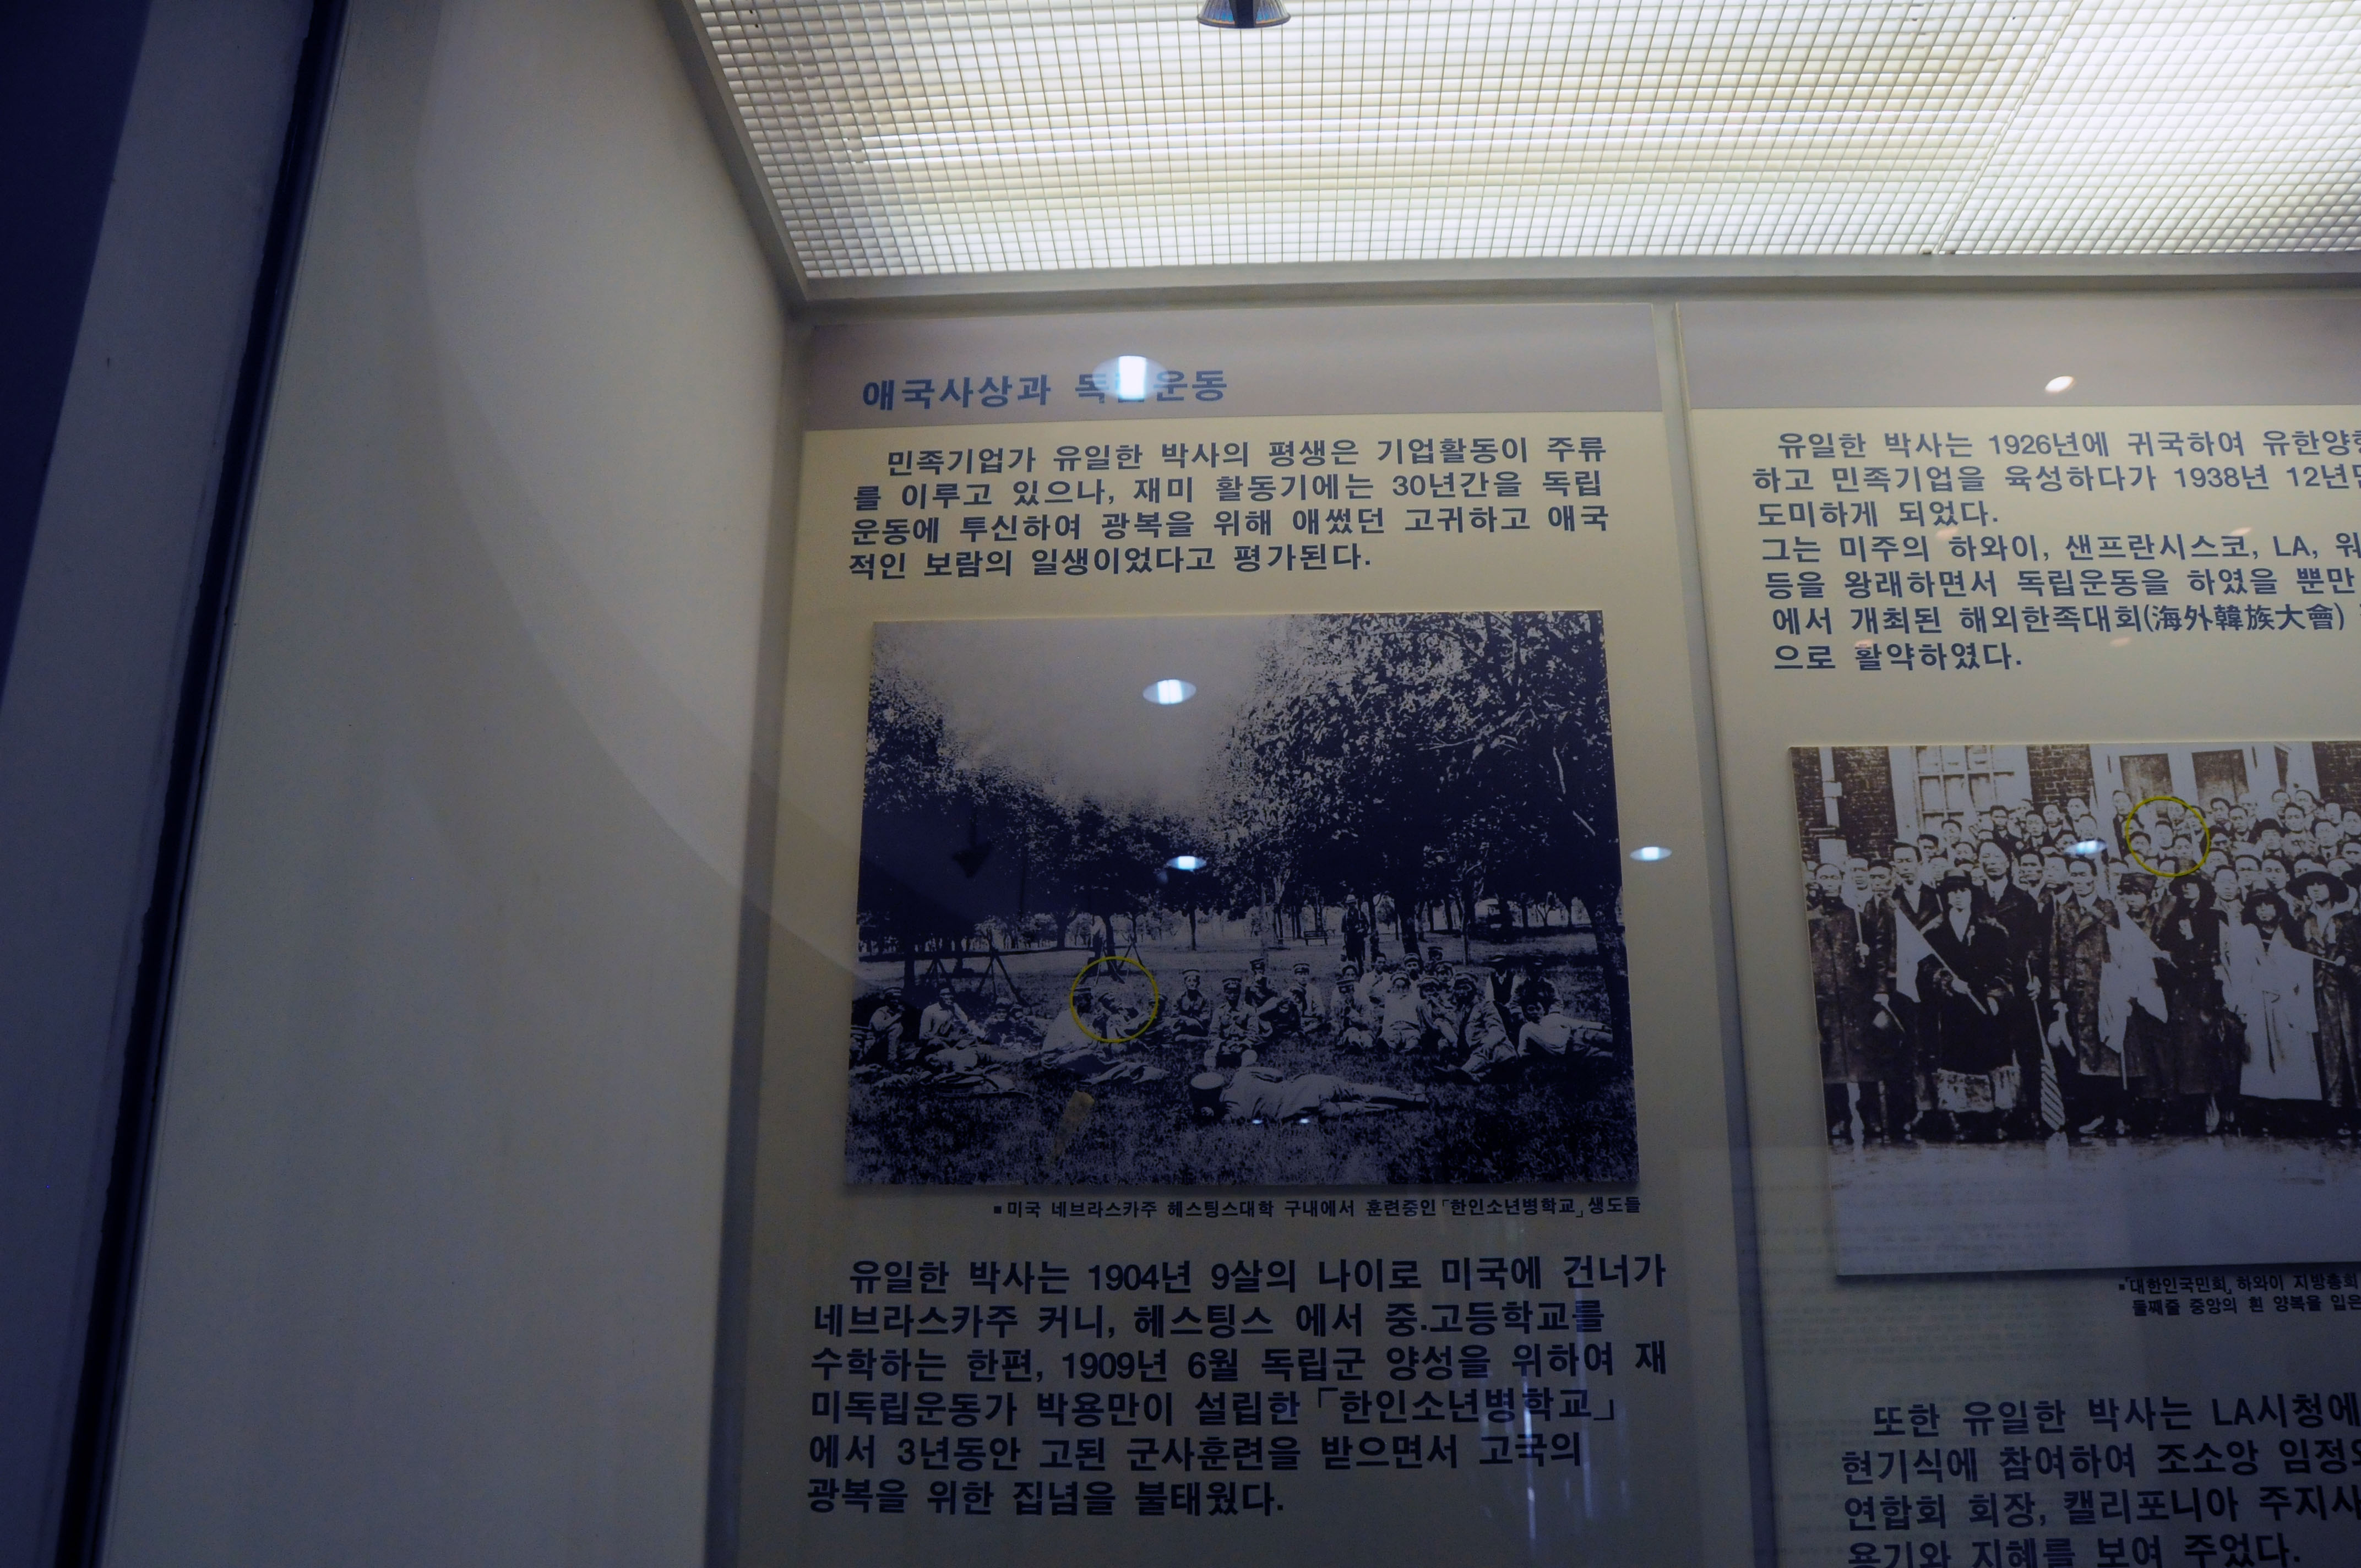 애국사상과 독립운동
민족기업가 유일한 박사의 평생은 기업활동이 주류
를 이루고 있으나, 재미 활동기에는 30년간을 독립
운동에 투신하여 광복을 위해 애썼던 고귀하고 애국
적인 보람의 일생이었다고 평가된다.
■미국 네브라스카주 헤스팅스대학 구내에서 훈련중인「한인소년병학교」생도들
유일한 박사는 1904년 9살의 나이로 미국에 건너가
네브라스카주 커니, 헤스팅스 에서 중.고등학교를
수학하는 한편, 1909년 6월 독립군 양성을 위하여 재
미독립운동가 박용만이 설립한「한인소년병학교」
에서 3년동안 고된 군사훈련을 받으면서 고국의
광복을 위한 집념을 불태웠다.
유일한 박사는 1926년에 귀국하여 유한양
하고 민족기업을 육성하다가 1938년 12년
도미하게 되었다.
그는 미주의 하와이, 샌프란시스코, LA,
등을 왕래하면서 독립운동을 하였을 뿐만
에서 개최된 해외한족대회(海外韓族大會)
으로 활약하였다.
■「대한인국민회」하와이 지방총회
둘째줄 중앙의 흰 양복을 입은
또한 유일한 박사는 LA시청에
현기식에 참여하여 조소앙 임정
연합회 회장, 캘리포니아 주지사
용기와 지혜를 보여 주었다.